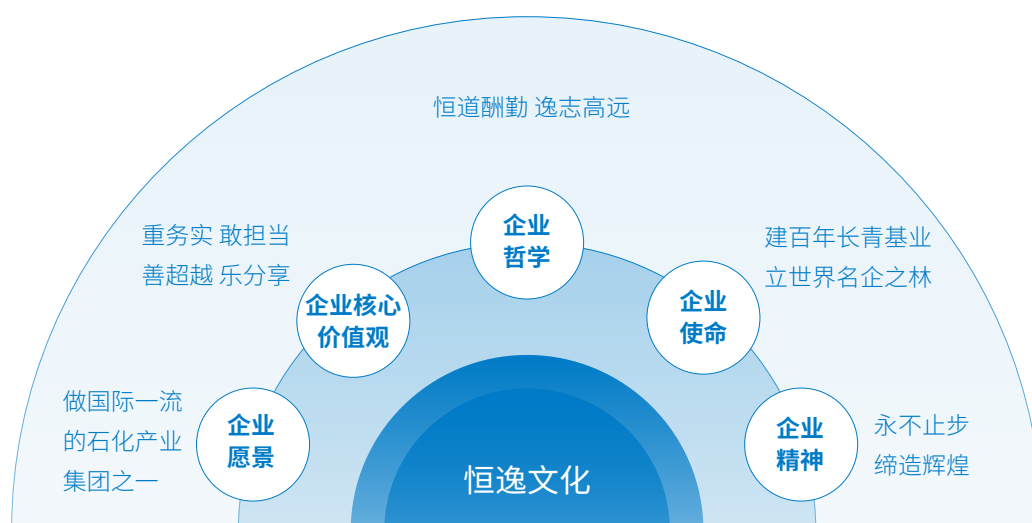 恒道酬勤 逸志高远
企业
哲学
重务实 敢担当
善超越 乐分享
企业核心
价值观
建百年长青基业
立世界名企之林
企业
使命
做国际一流
的石化产业
集团之一
企业
愿景
永不止步
缔造辉煌
企业
精神
恒逸文化